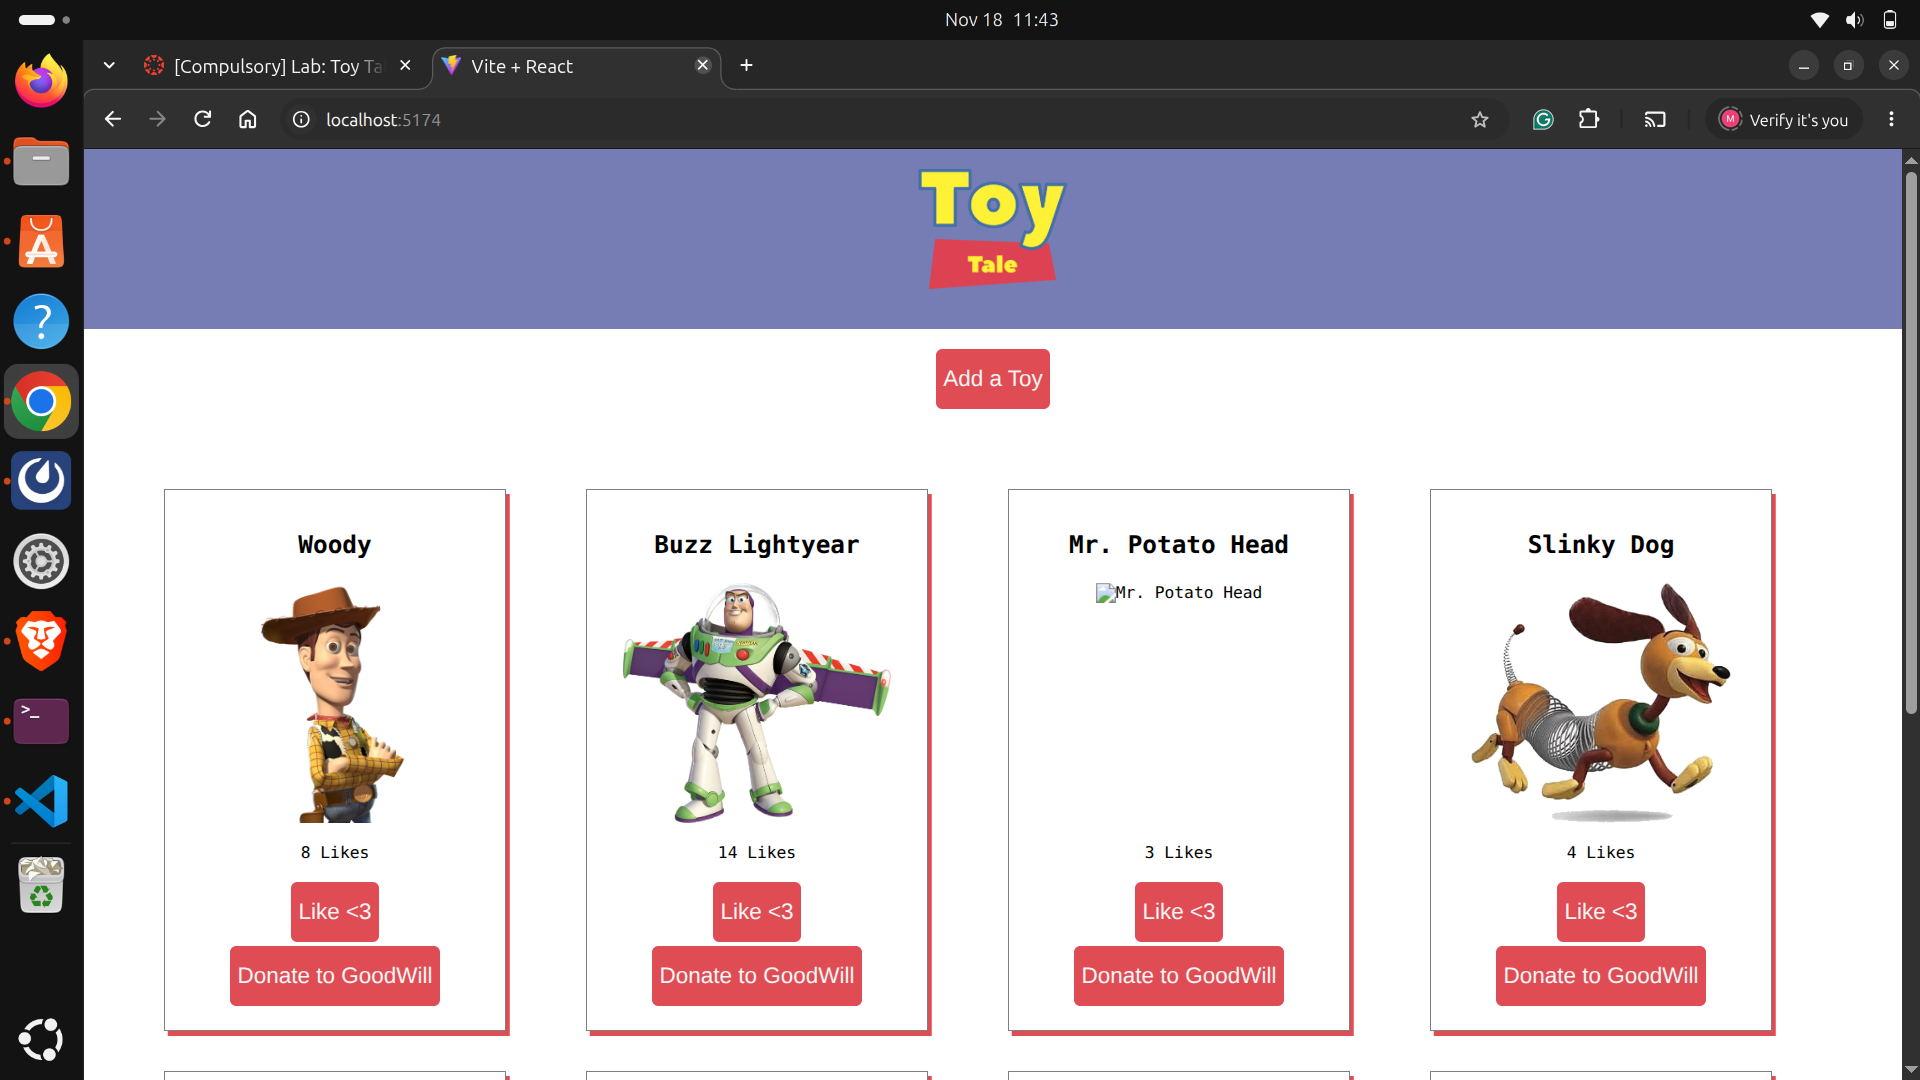 Nov 18 11:43
[Compulsory] Lab: Toy Ta
Vite + React
localhost:5174
Verify it's you
Toy
Tale
Add a Toy
Woody
Buzz Lightyear
Mr. Potato Head
Slinky Dog
Mr. Potato Head
8 Likes
14 Likes
3 Likes
4 Likes
Like <3
Like <3
Like <3
Like <3
Donate to GoodWill
Donate to GoodWill
Donate to GoodWill
Donate to GoodWill